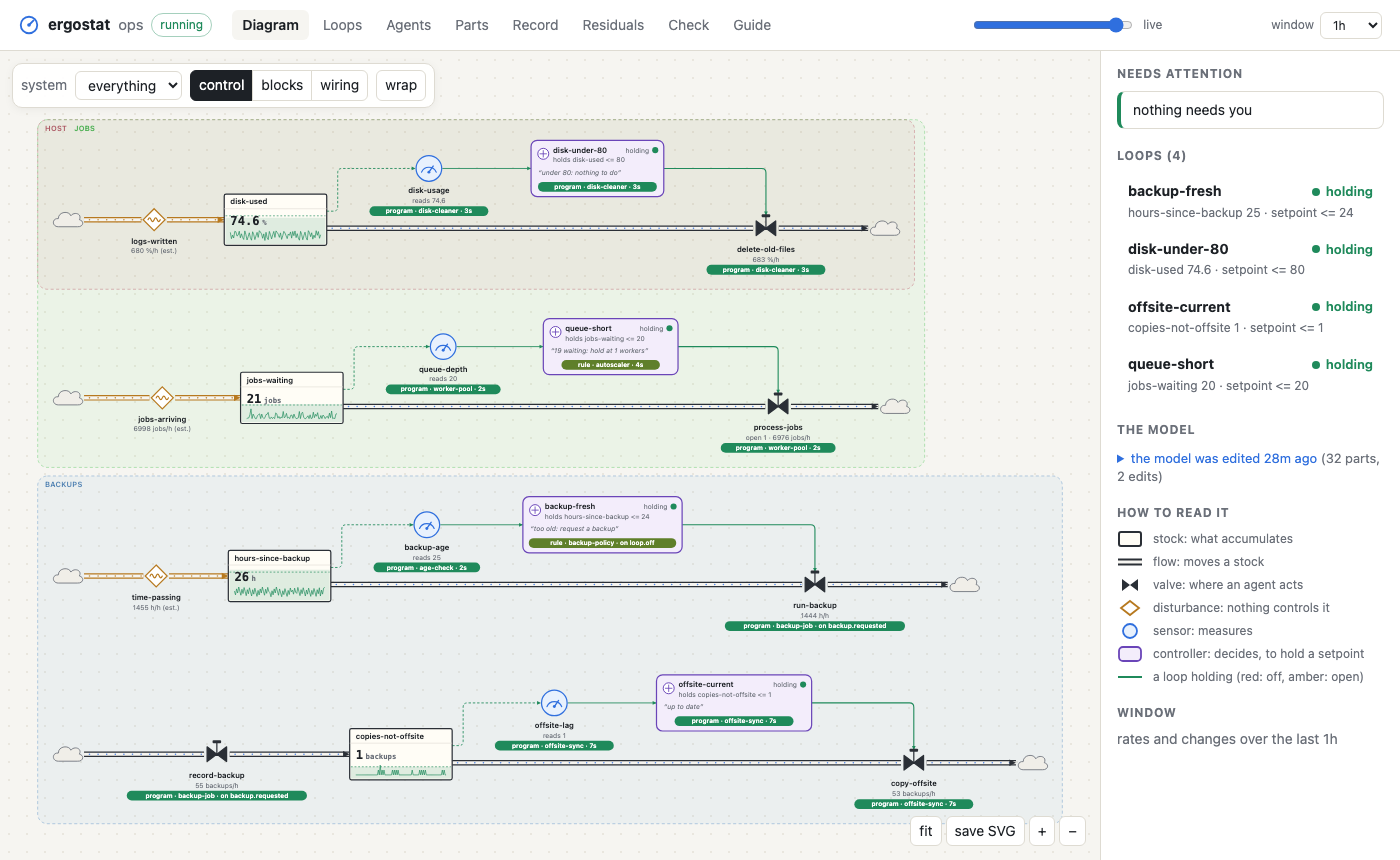 ergostat ops running Diagram Loops Agents Parts Record Residuals Check Guide live window 1h
system everything control blocks wiring wrap
HOST JOBS
disk-under-80 holding
holds disk-used <= 80
"under 80: nothing to do"
program · disk-cleaner · 3s
disk-usage
reads 74.6
program · disk-cleaner · 3s
disk-used
74.6 %
logs-written
680 %/h (est.)
delete-old-files
683 %/h
program · disk-cleaner · 3s
queue-short holding
holds jobs-waiting <= 20
"19 waiting: hold at 1 workers"
rule · autoscaler · 4s
queue-depth
reads 20
program · worker-pool · 2s
jobs-waiting
21 jobs
jobs-arriving
6998 jobs/h (est.)
process-jobs
open 1 · 6976 jobs/h
program · worker-pool · 2s
BACKUPS
backup-fresh holding
holds hours-since-backup <= 24
"too old: request a backup"
rule · backup-policy · on loop.off
backup-age
reads 25
program · age-check · 2s
hours-since-backup
26 h
time-passing
1455 h/h (est.)
run-backup
1444 h/h
program · backup-job · on backup.requested
offsite-current holding
holds copies-not-offsite <= 1
"up to date"
program · offsite-sync · 7s
offsite-lag
reads 1
program · offsite-sync · 7s
copies-not-offsite
1 backups
record-backup
55 backups/h
program · backup-job · on backup.requested
copy-offsite
53 backups/h
program · offsite-sync · 7s
fit save SVG + −
NEEDS ATTENTION
nothing needs you
LOOPS (4)
backup-fresh holding
hours-since-backup 25 · setpoint <= 24
disk-under-80 holding
disk-used 74.6 · setpoint <= 80
offsite-current holding
copies-not-offsite 1 · setpoint <= 1
queue-short holding
jobs-waiting 20 · setpoint <= 20
THE MODEL
the model was edited 28m ago (32 parts,
2 edits)
HOW TO READ IT
stock: what accumulates
flow: moves a stock
valve: where an agent acts
disturbance: nothing controls it
sensor: measures
controller: decides, to hold a setpoint
a loop holding (red: off, amber: open)
WINDOW
rates and changes over the last 1h